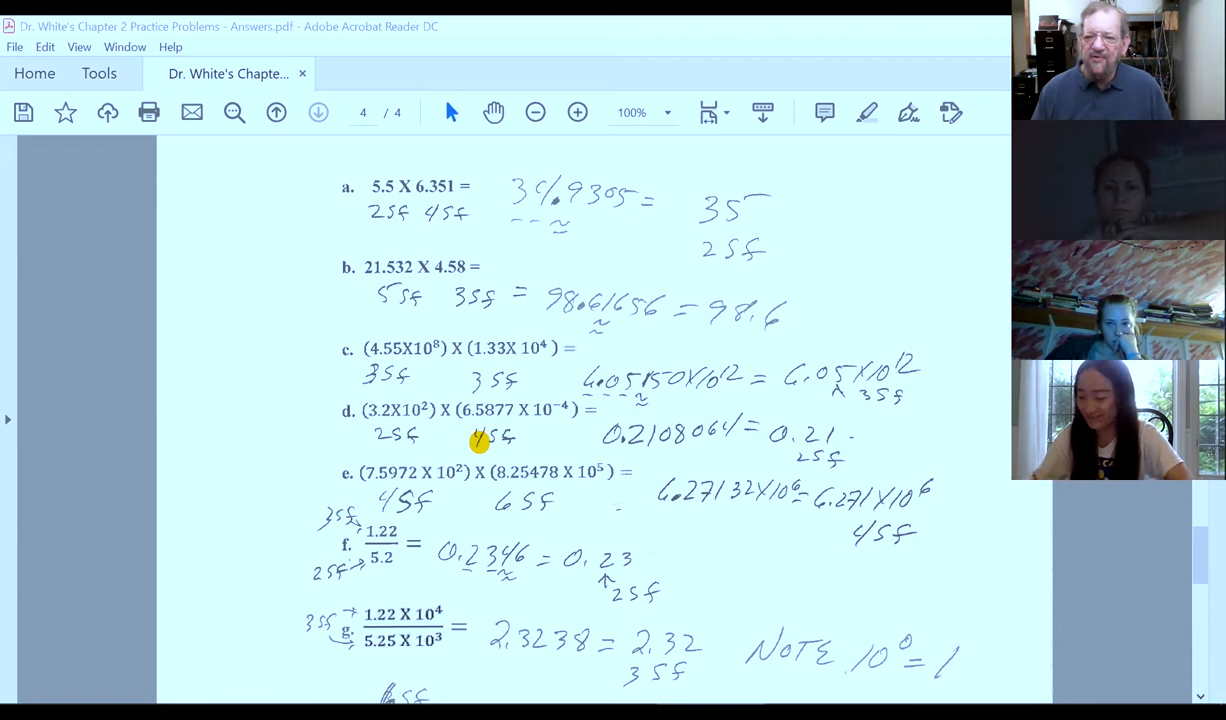 Dr. White's Chapter 2 Practice Problems - Answers.pdf - Adobe Acrobat Reader DC
File Edit View Window Help
Home Tools Dr. White's Chapte... ×
4 / 4 100%
a. 5.5 X 6.351 = 34.9305 = 35
2sf 4sf
2sf
b. 21.532 X 4.58 =
5sf 3sf = 98.61656 = 98.6
c. (4.55X10⁸) X (1.33X 10⁴ ) =
3sf 3sf 6.05150X10¹² = 6.05X10¹²
3sf
d. (3.2X10²) X (6.5877 X 10⁻⁴ ) =
2sf 4sf 0.2108064 = 0.21
2sf
e. (7.5972 X 10²) X (8.25478 X 10⁵ ) =
4sf 6sf 6.27132X10⁶ = 6.271X10⁶
4sf
3sf
f. 1.22 / 5.2 = 0.2346 = 0.23
2sf
2sf
3sf g. 1.22 X 10⁴ / 5.25 X 10³ = 2.3238 = 2.32 NOTE 10⁰ = 1
3sf
sf